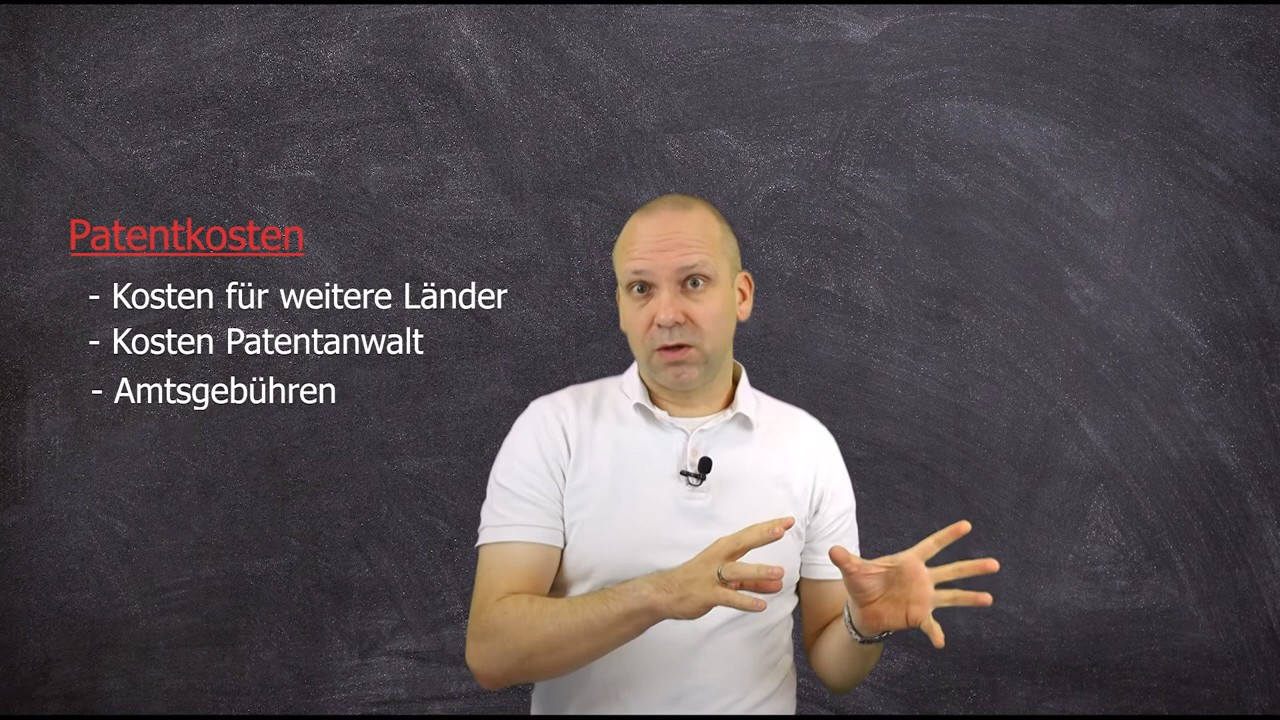 Patentkosten
- Kosten für weitere Länder
- Kosten Patentanwalt
- Amtsgebühren